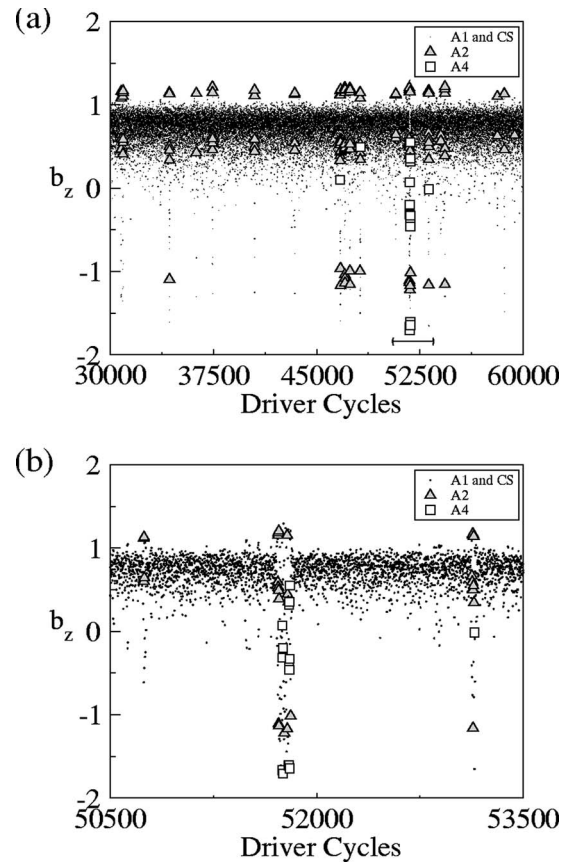 (a)
2
A1 and CS
A2
A4
1
b_z
0
-1
-2
30000 37500 45000 52500 60000
Driver Cycles
(b)
2
A1 and CS
A2
A4
1
b_z
0
-1
-2
50500 52000 53500
Driver Cycles